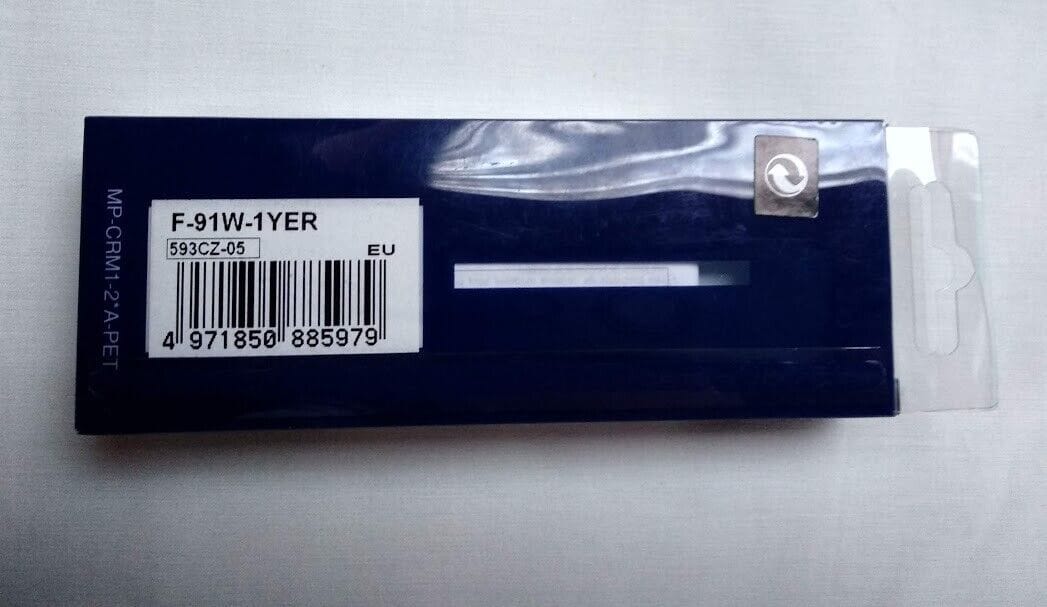 MP-CRM1-2*A-PET
F-91W-1YER
593CZ-05
EU
4 971850 885979